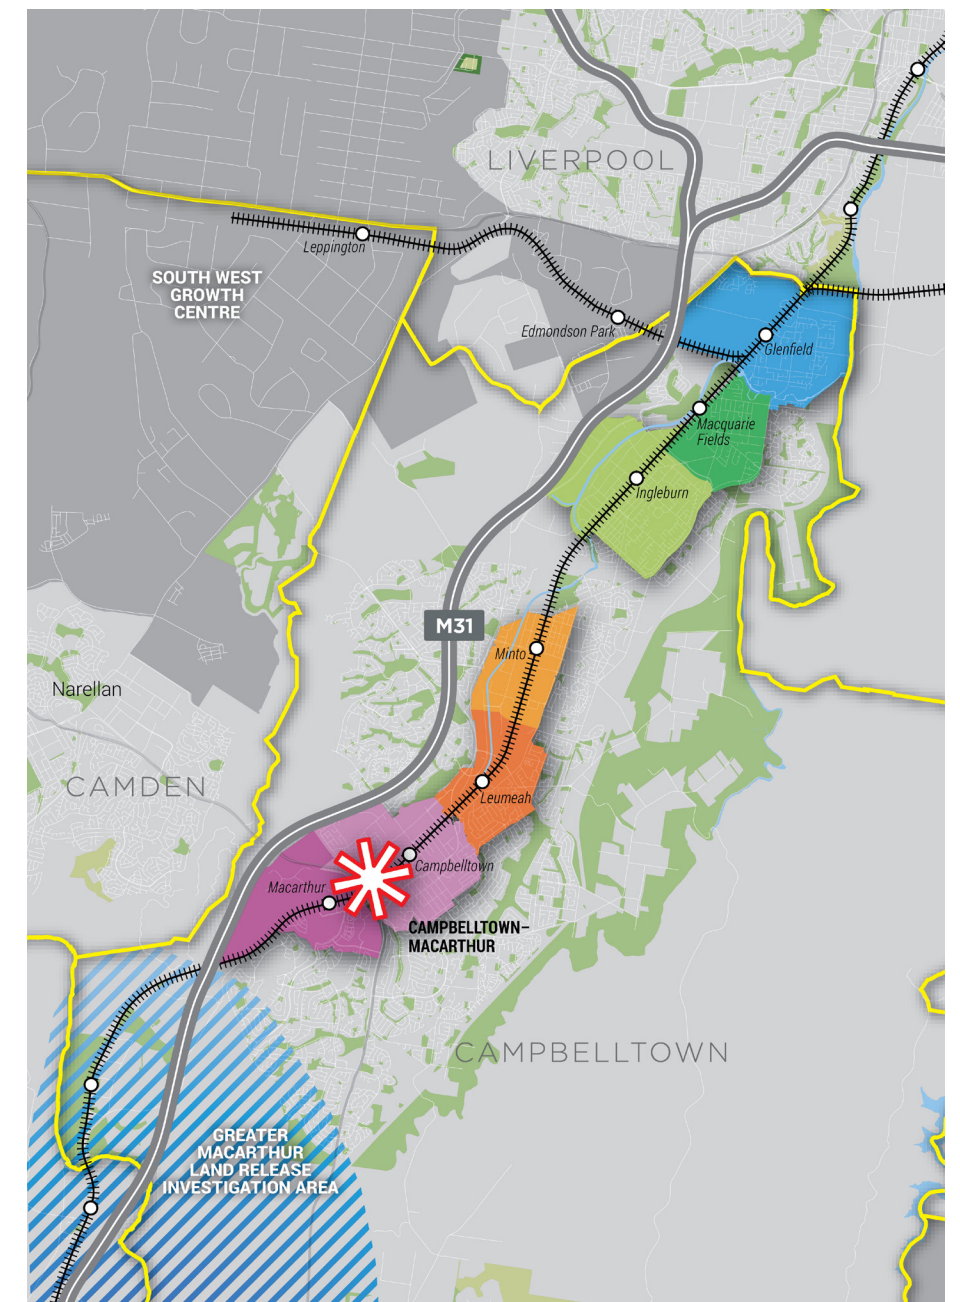 LIVERPOOL
Leppington
SOUTH WEST
GROWTH
CENTRE
Edmondson Park
Glenfield
Macquarie
Fields
Ingleburn
M31
Minto
Narellan
CAMDEN
Leumeah
Campbelltown
Macarthur
CAMPBELLTOWN–
MACARTHUR
CAMPBELLTOWN
GREATER
MACARTHUR
LAND RELEASE
INVESTIGATION AREA